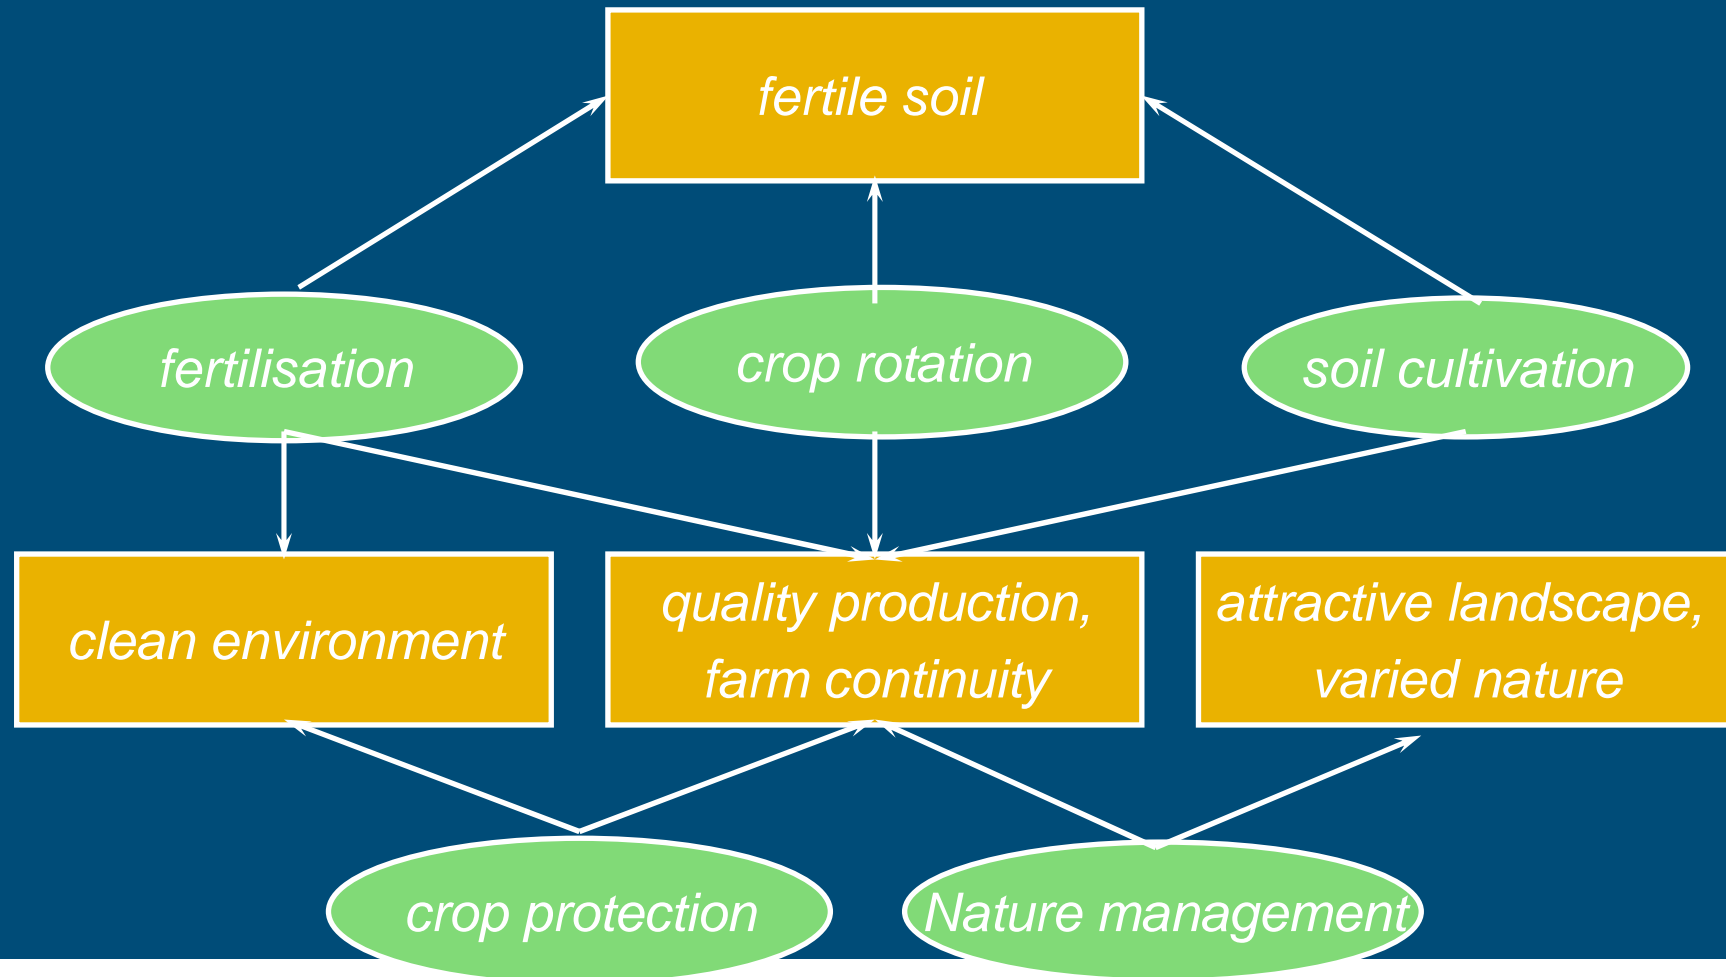 fertile soil
fertilisation
crop rotation
soil cultivation
clean environment
quality production,
farm continuity
attractive landscape,
varied nature
crop protection
Nature management